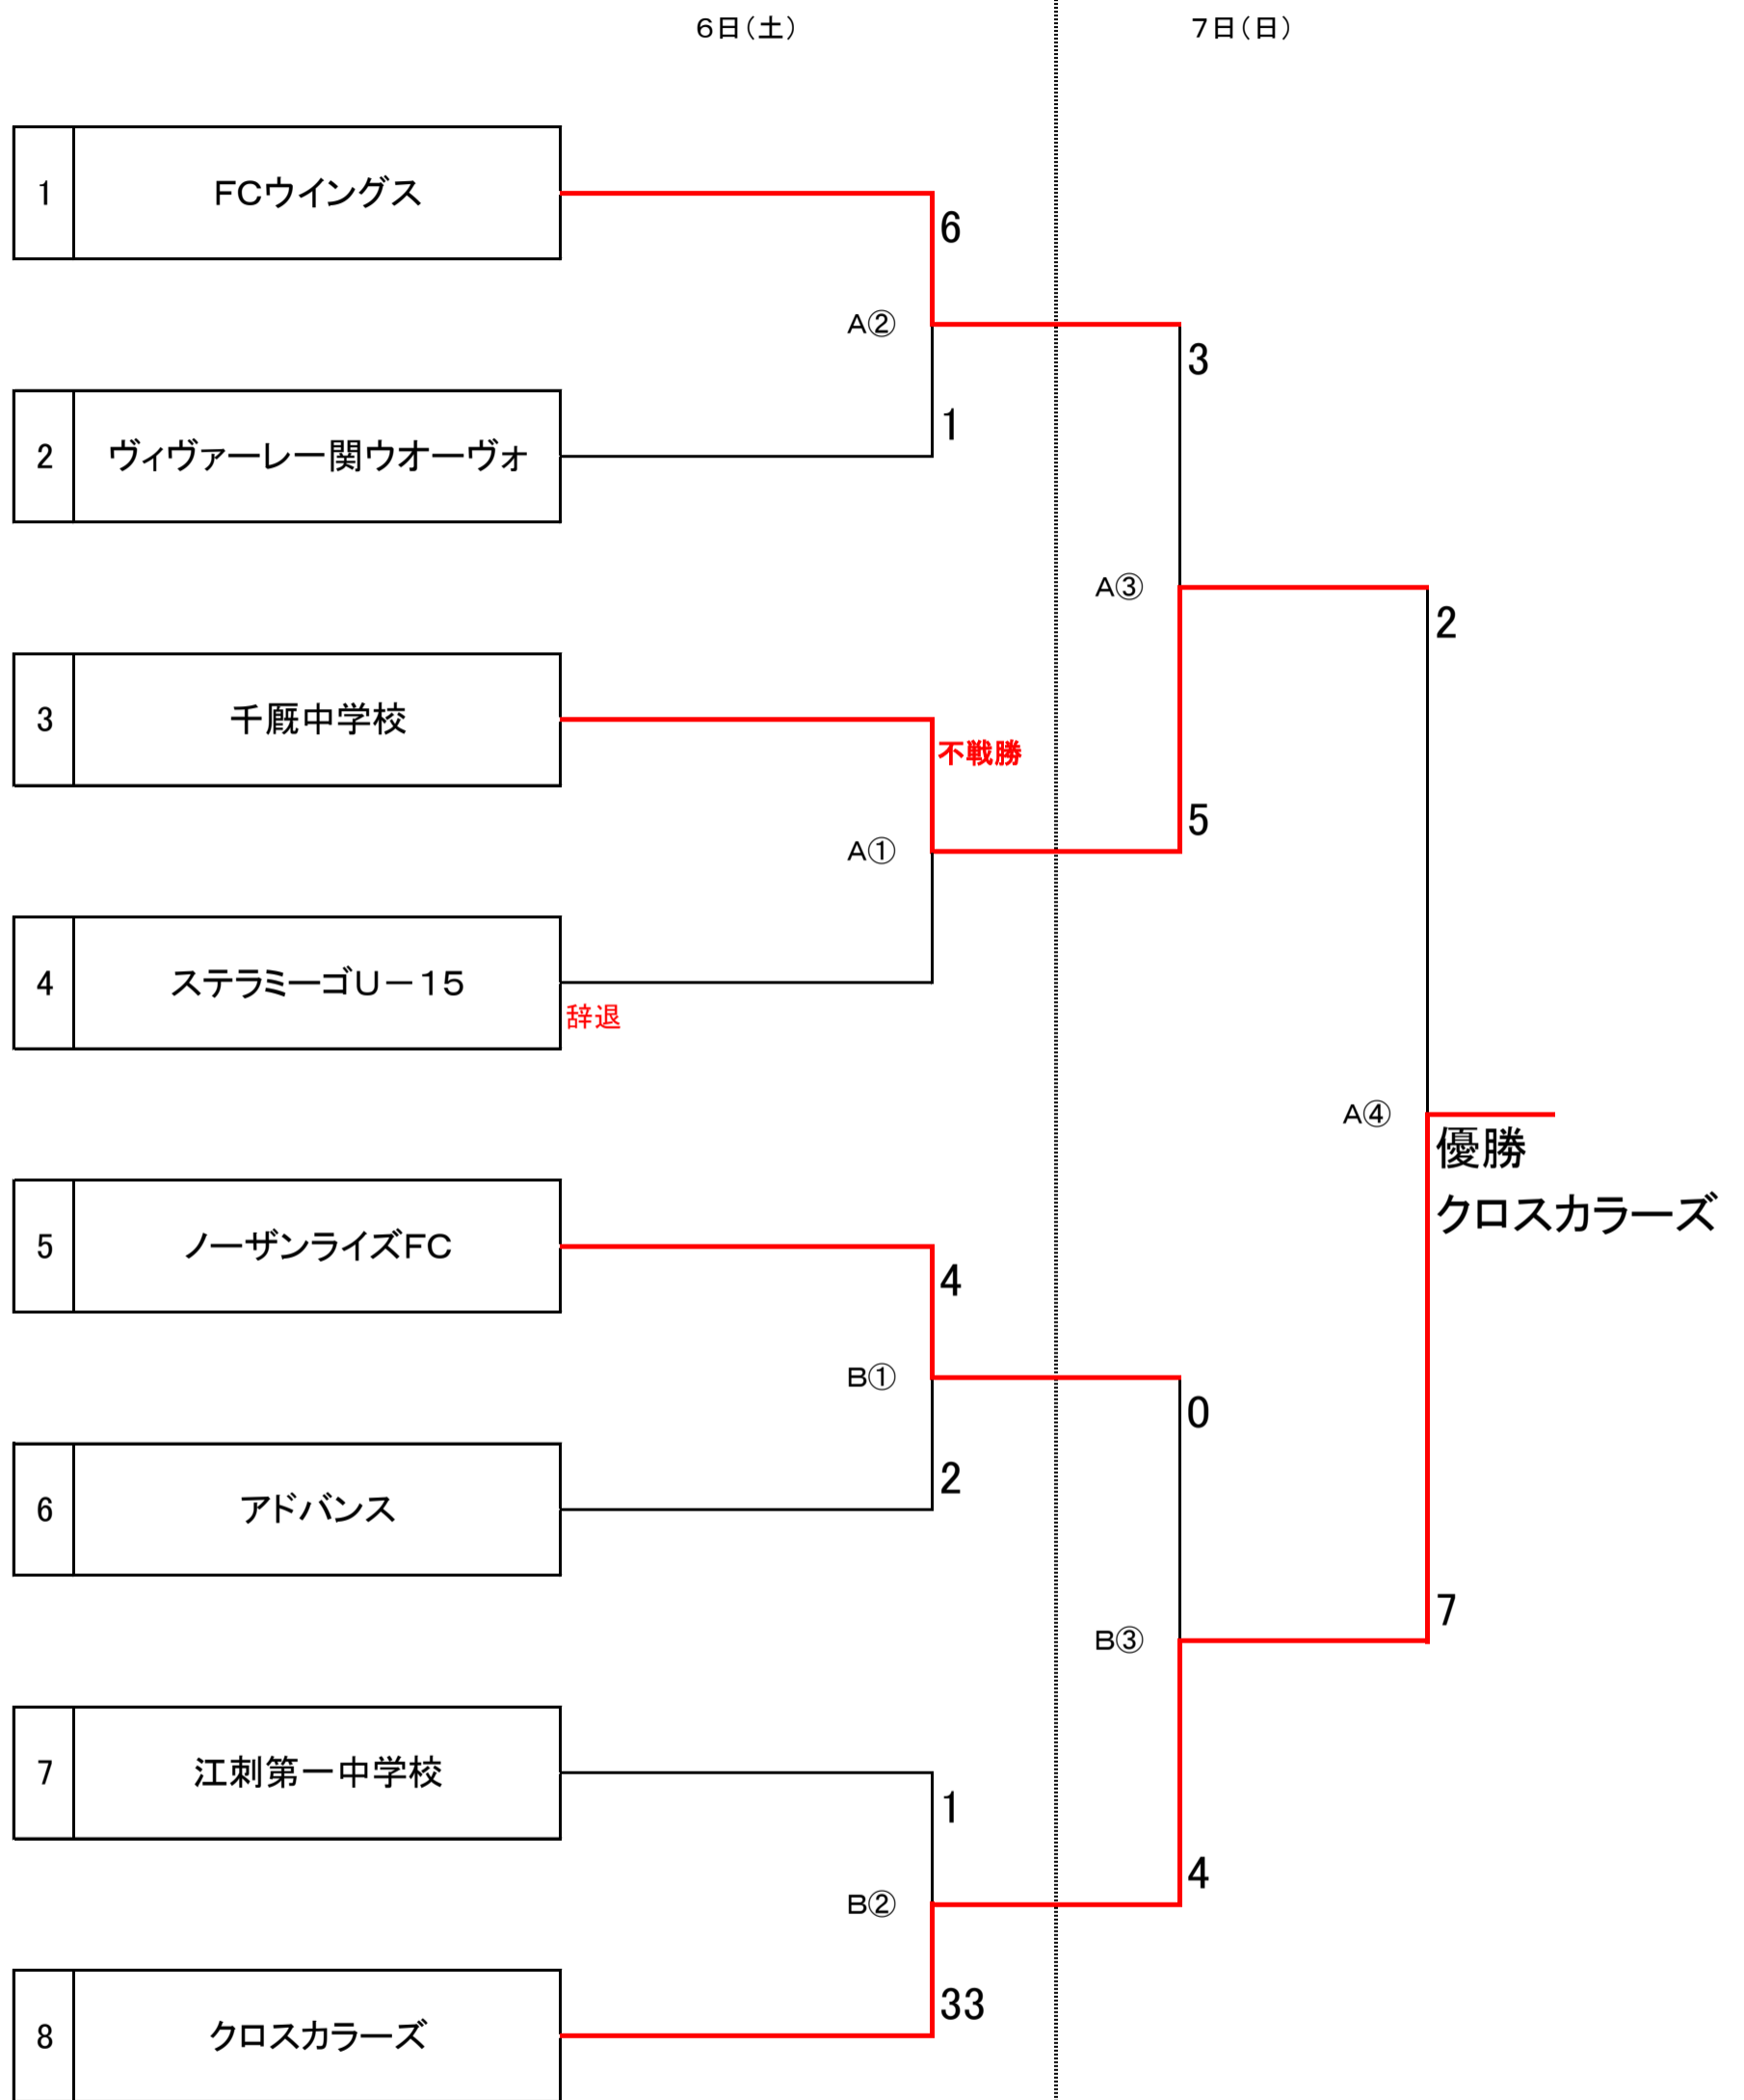 ６日（土）
７日（日）
1 FCウイングス
6
A②
3
2 ヴィヴァーレ一関ウオーヴォ
1
A③
2
3 千厩中学校
不戦勝
5
A①
4 ステラミーゴＵ－１５
辞退
A④
優勝
クロスカラーズ
5 ノーザンライズFC
4
B①
0
6 アドバンス
2
7
B③
7 江刺第一中学校
1
4
B②
33
8 クロスカラーズ